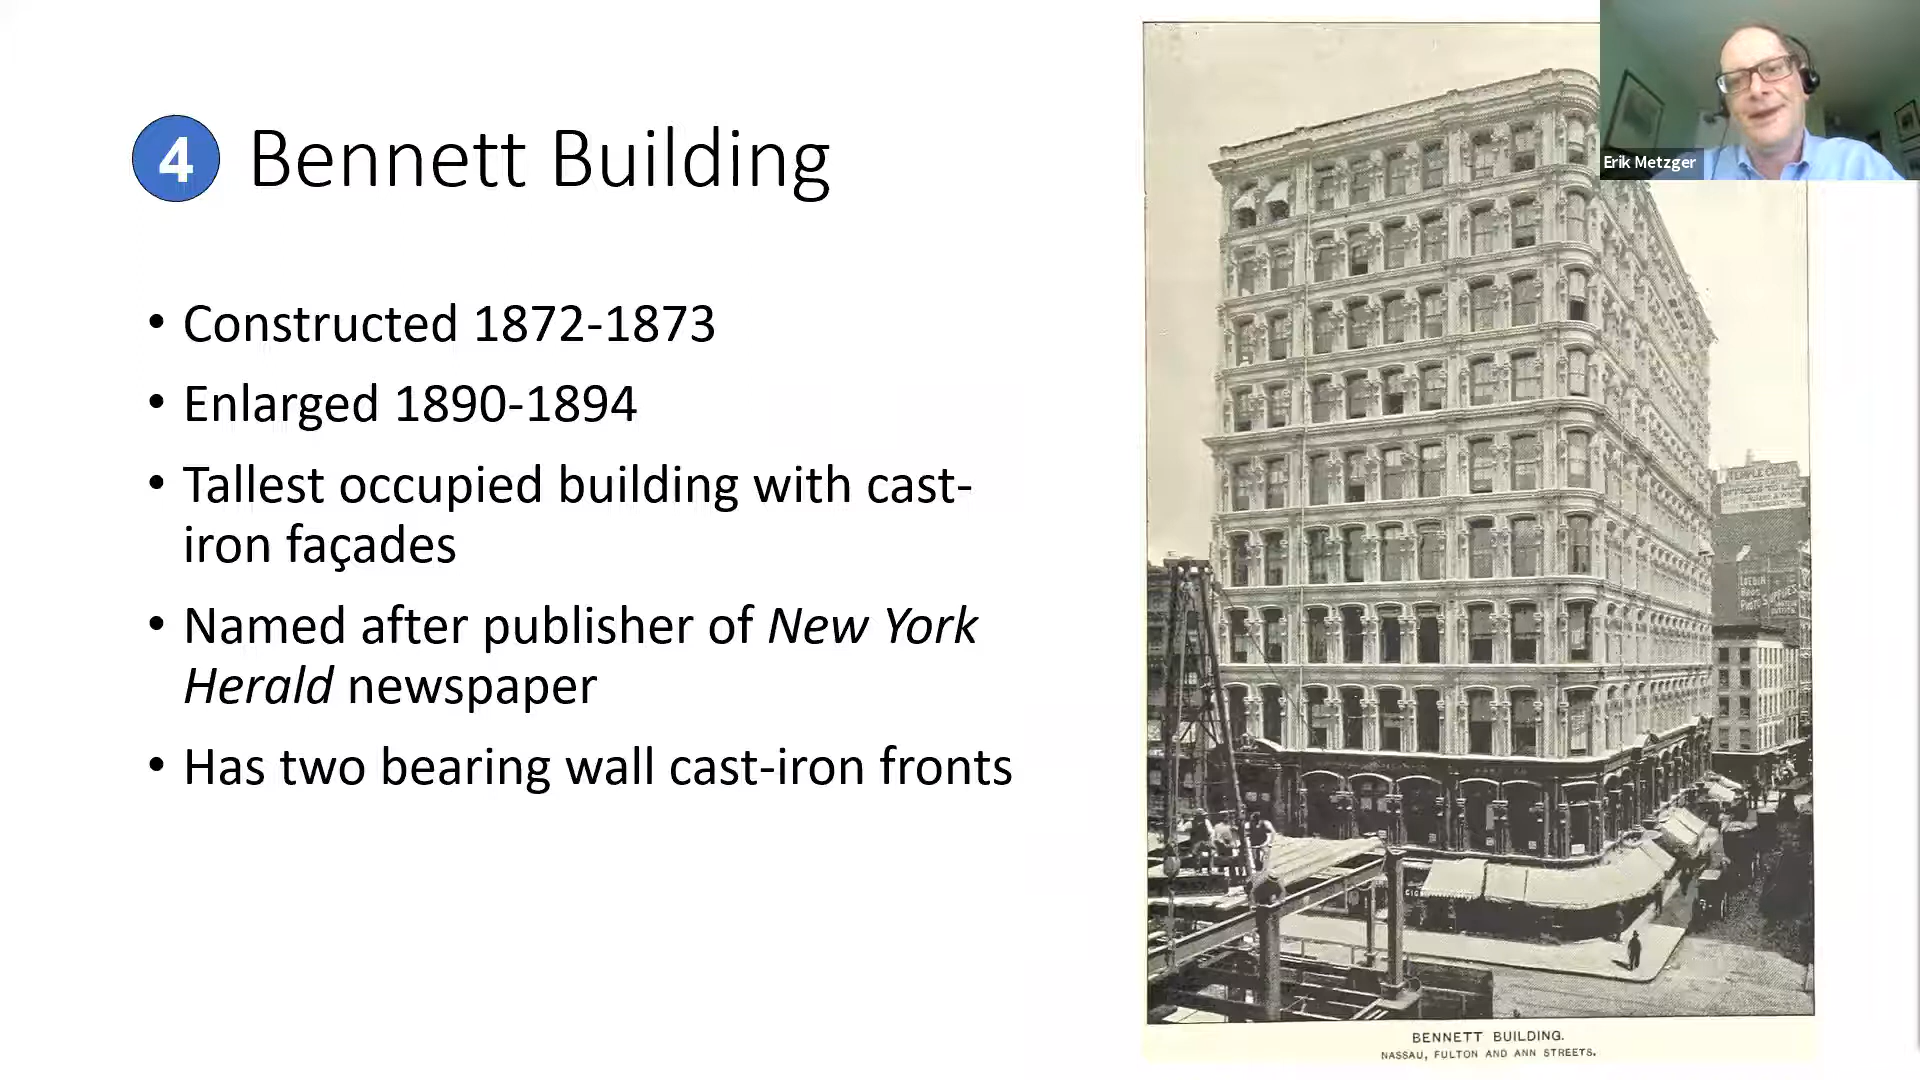 4 Bennett Building
Erik Metzger
• Constructed 1872-1873
• Enlarged 1890-1894
• Tallest occupied building with cast-
iron façades
• Named after publisher of New York
Herald newspaper
• Has two bearing wall cast-iron fronts
TEMPLE COURT
BENNETT BUILDING.
NASSAU, FULTON AND ANN STREETS.